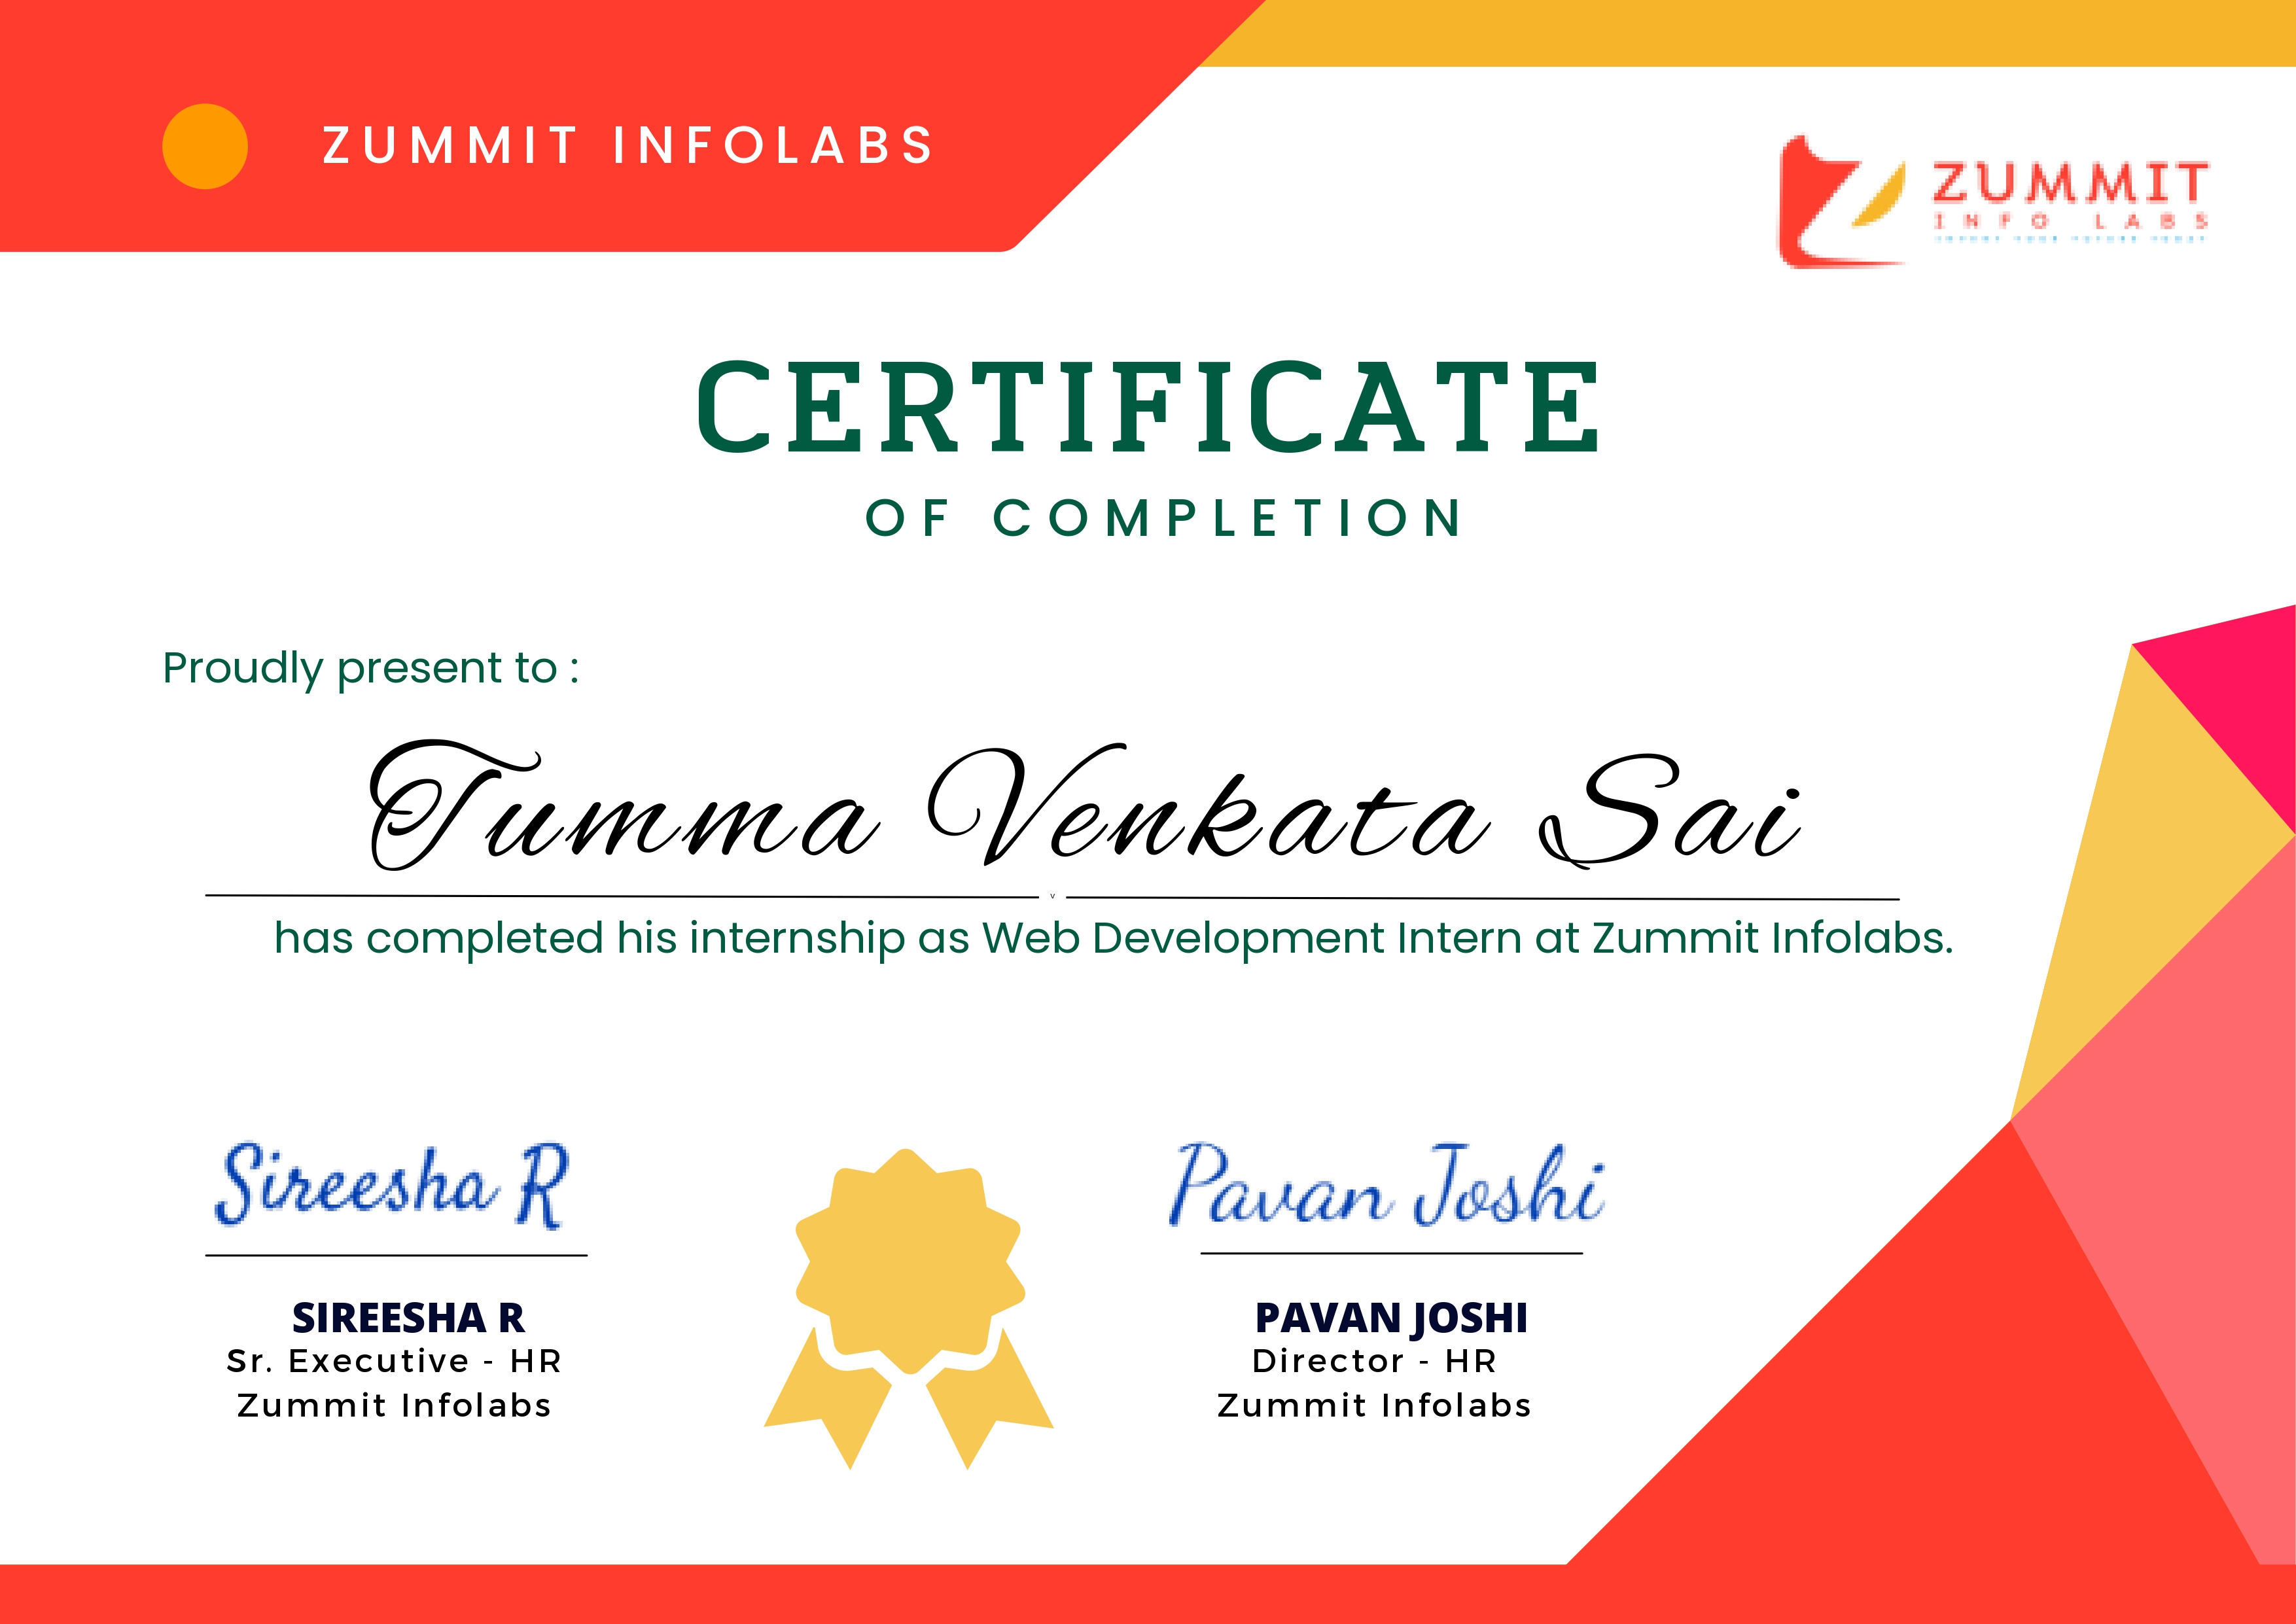 ZUMMIT INFOLABS
ZUMMIT
INFO LABS
CERTIFICATE
OF COMPLETION
Proudly present to :
Tumma Venkata Sai
v
has completed his internship as Web Development Intern at Zummit Infolabs.
Sireesha R
Pavan Joshi
SIREESHA R
Sr. Executive - HR
Zummit Infolabs
PAVAN JOSHI
Director - HR
Zummit Infolabs